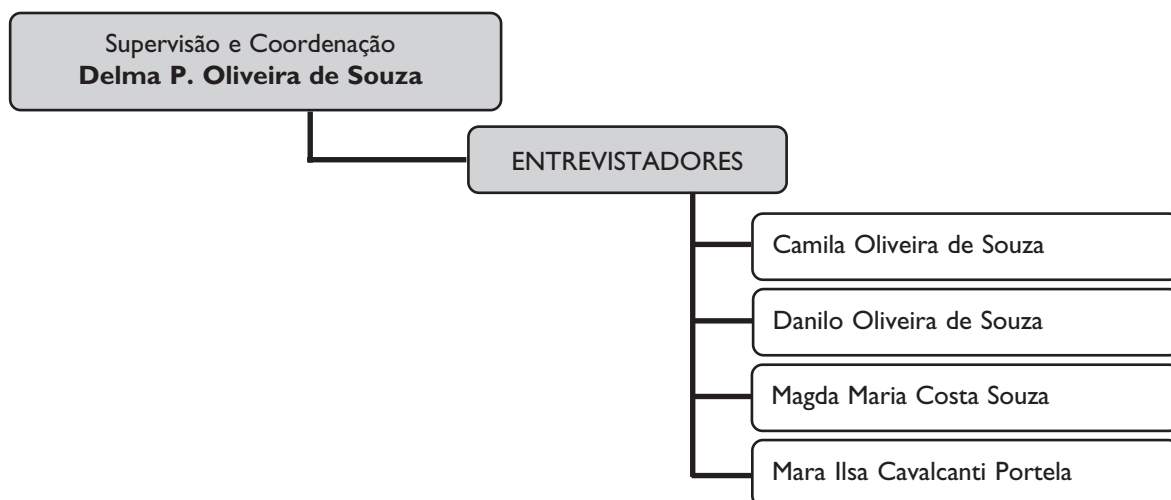 Supervisão e Coordenação
Delma P. Oliveira de Souza
ENTREVISTADORES
Camila Oliveira de Souza
Danilo Oliveira de Souza
Magda Maria Costa Souza
Mara Ilsa Cavalcanti Portela